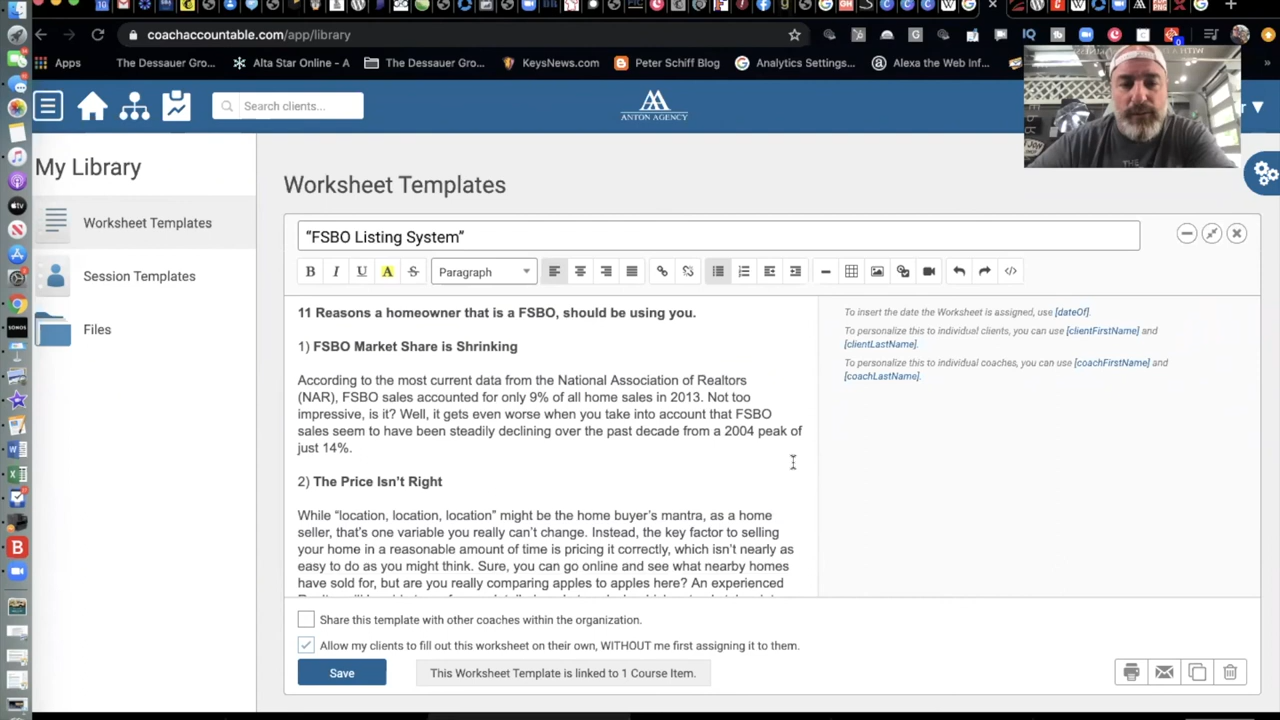 coachaccountable.com/app/library
Apps
The Dessauer Gro...
Alta Star Online - A
The Dessauer Gro...
KeysNews.com
Peter Schiff Blog
Analytics Settings...
Alexa the Web Inf...
»
Search clients...
ANTON AGENCY
My Library
Worksheet Templates
Session Templates
Files
Worksheet Templates
“FSBO Listing System”
B I U A S Paragraph
11 Reasons a homeowner that is a FSBO, should be using you.
1) FSBO Market Share is Shrinking
According to the most current data from the National Association of Realtors
(NAR), FSBO sales accounted for only 9% of all home sales in 2013. Not too
impressive, is it? Well, it gets even worse when you take into account that FSBO
sales seem to have been steadily declining over the past decade from a 2004 peak of
just 14%.
2) The Price Isn’t Right
While “location, location, location” might be the home buyer’s mantra, as a home
seller, that’s one variable you really can’t change. Instead, the key factor to selling
your home in a reasonable amount of time is pricing it correctly, which isn’t nearly as
easy to do as you might think. Sure, you can go online and see what nearby homes
have sold for, but are you really comparing apples to apples here? An experienced
To insert the date the Worksheet is assigned, use [dateOf].
To personalize this to individual clients, you can use [clientFirstName] and
[clientLastName].
To personalize this to individual coaches, you can use [coachFirstName] and
[coachLastName].
Share this template with other coaches within the organization.
Allow my clients to fill out this worksheet on their own, WITHOUT me first assigning it to them.
Save
This Worksheet Template is linked to 1 Course Item.